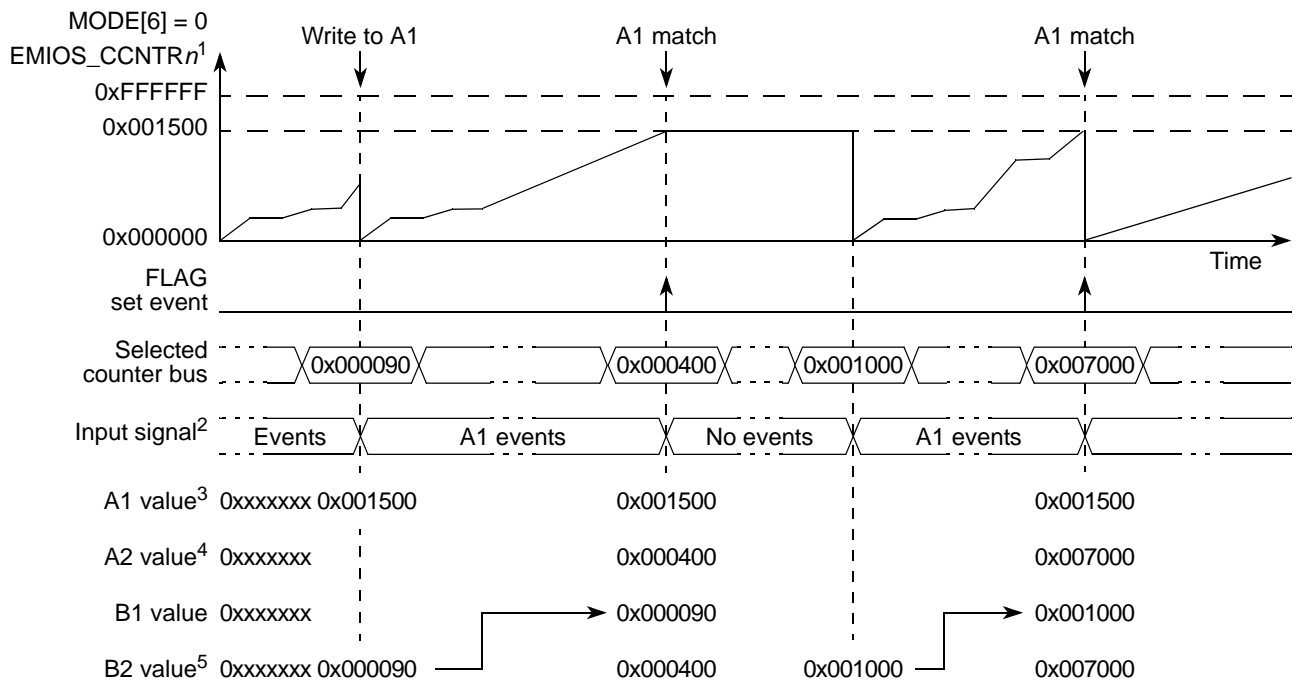 MODE[6] = 0
Write to A1 A1 match A1 match
EMIOS_CCNTRn1
0xFFFFFF
0x001500
0x000000
Time
FLAG
set event
Selected
counter bus 0x000090 0x000400 0x001000 0x007000
Input signal2 Events A1 events No events A1 events
A1 value3 0xxxxxxx 0x001500 0x001500 0x001500
A2 value4 0xxxxxxx 0x000400 0x007000
B1 value 0xxxxxxx 0x000090 0x001000
B2 value5 0xxxxxxx 0x000090 0x000400 0x001000 0x007000